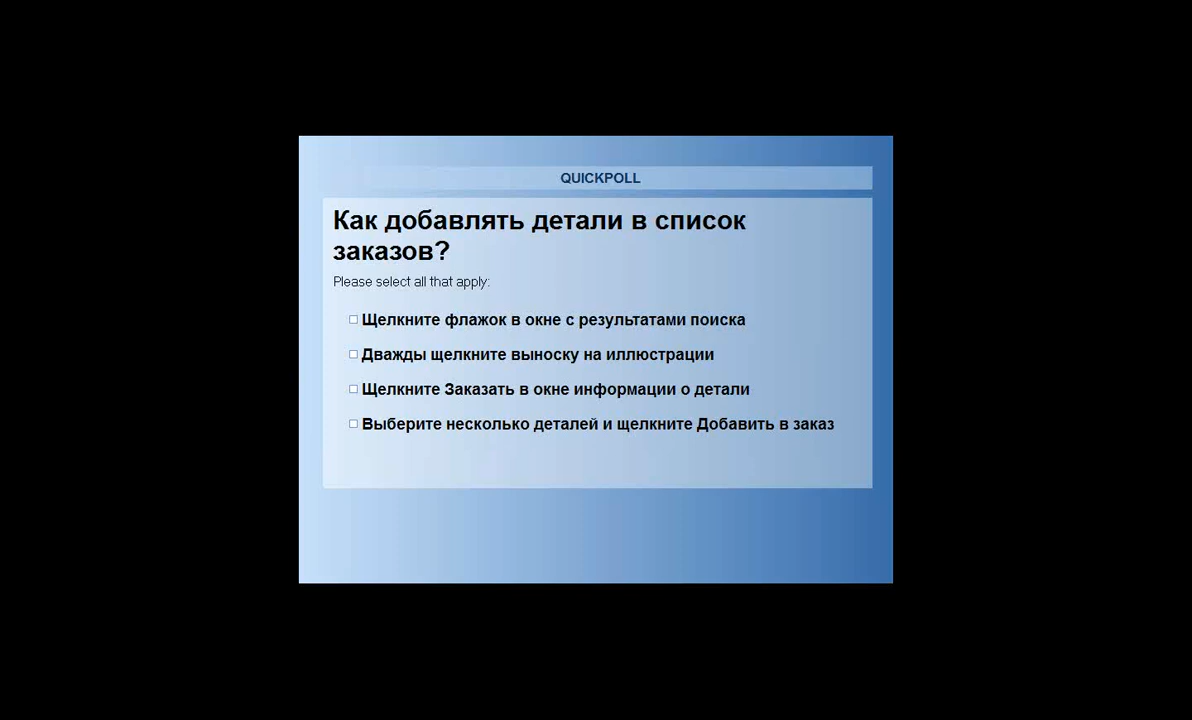 QUICKPOLL
Как добавлять детали в список
заказов?
Please select all that apply:
Щелкните флажок в окне с результатами поиска
Дважды щелкните выноску на иллюстрации
Щелкните Заказать в окне информации о детали
Выберите несколько деталей и щелкните Добавить в заказ